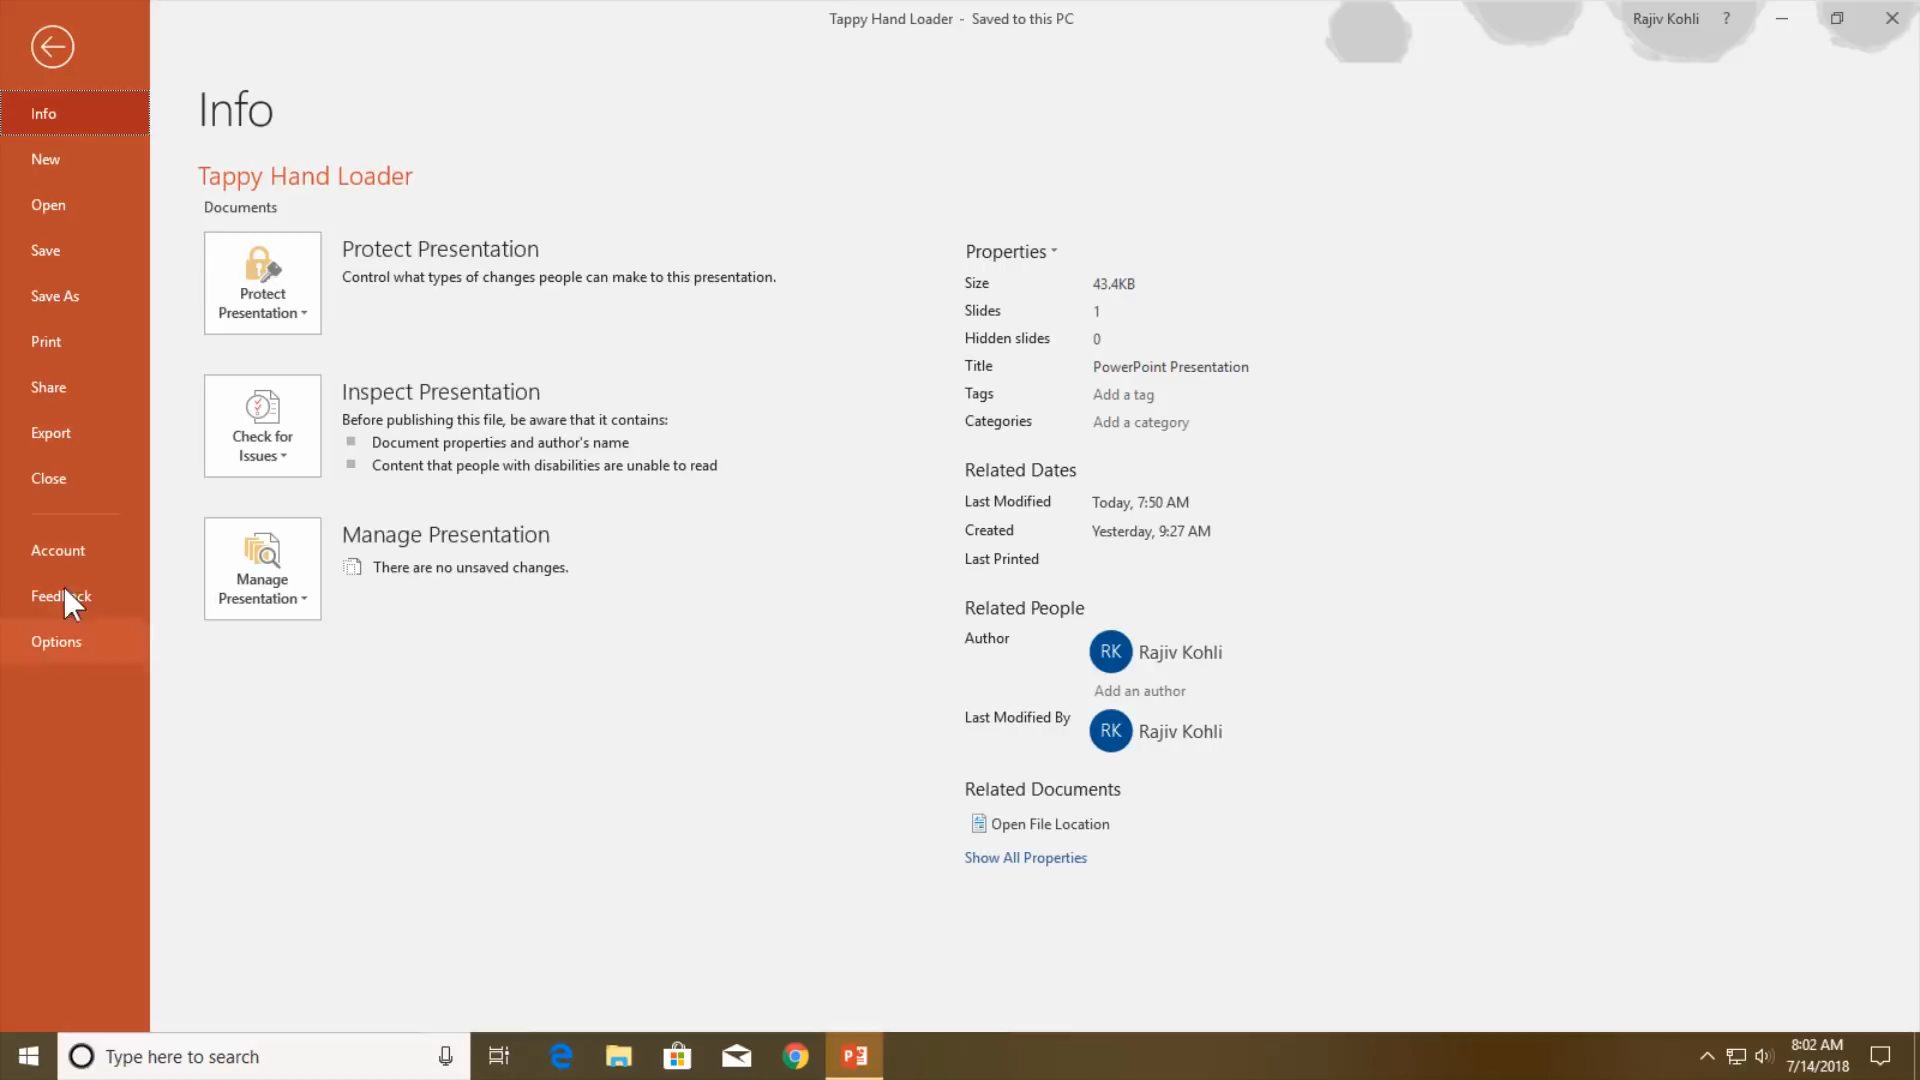 Tappy Hand Loader - Saved to this PC
Rajiv Kohli
?
Info
New
Open
Save
Save As
Print
Share
Export
Close
Account
Feedback
Options
Info
Tappy Hand Loader
Documents
Protect
Presentation
Protect Presentation
Control what types of changes people can make to this presentation.
Check for
Issues
Inspect Presentation
Before publishing this file, be aware that it contains:
Document properties and author's name
Content that people with disabilities are unable to read
Manage
Presentation
Manage Presentation
There are no unsaved changes.
Properties
Size 43.4KB
Slides 1
Hidden slides 0
Title PowerPoint Presentation
Tags Add a tag
Categories Add a category
Related Dates
Last Modified Today, 7:50 AM
Created Yesterday, 9:27 AM
Last Printed
Related People
Author RK Rajiv Kohli
Add an author
Last Modified By RK Rajiv Kohli
Related Documents
Open File Location
Show All Properties
Type here to search
8:02 AM
7/14/2018